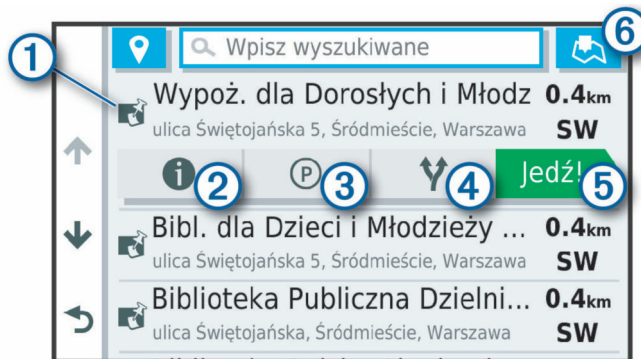 Wpisz wyszukiwane
6
1
Wypoż. dla Dorosłych i Młodz 0.4km
ulica Świętojańska 5, Śródmieście, Warszawa SW
i 2 P 3 4 Jedź! 5
Bibl. dla Dzieci i Młodzieży ... 0.4km
ulica Świętojańska 5, Śródmieście, Warszawa SW
Biblioteka Publiczna Dzielni... 0.4km
ulica Świętojańska, Śródmieście, Warszawa SW